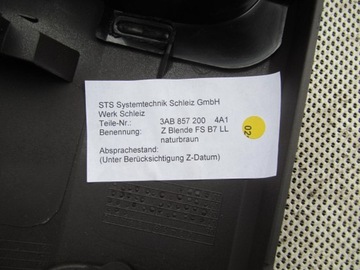 STS Systemtechnik Schleiz GmbH
Werk Schleiz
Teile-Nr.: 3AB 857 200 4A1
Benennung: Z Blende FS B7 LL
naturbraun
Absprachestand:
(Unter Berücksichtigung Z-Datum)
02